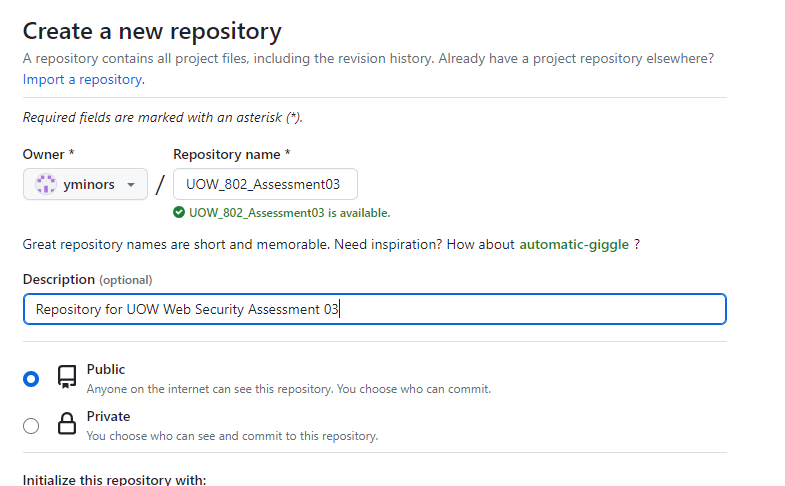 Create a new repository
A repository contains all project files, including the revision history. Already have a project repository elsewhere?
Import a repository.
Required fields are marked with an asterisk (*).
Owner * Repository name *
yminors / UOW_802_Assessment03
UOW_802_Assessment03 is available.
Great repository names are short and memorable. Need inspiration? How about automatic-giggle ?
Description (optional)
Repository for UOW Web Security Assessment 03
Public
Anyone on the internet can see this repository. You choose who can commit.
Private
You choose who can see and commit to this repository.
Initialize this repository with: